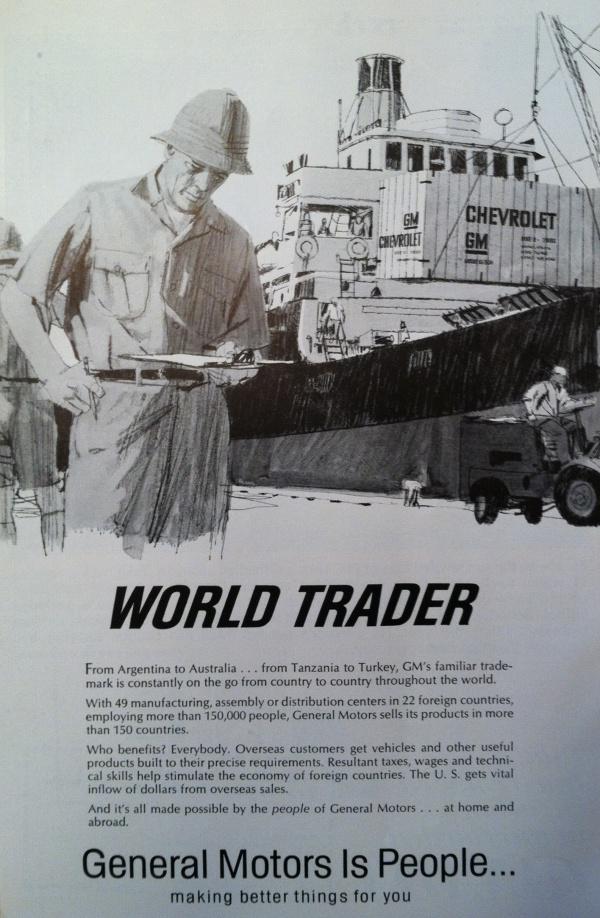 GM
CHEVROLET
CHEVROLET
GM
WORLD TRADER
From Argentina to Australia . . . from Tanzania to Turkey, GM's familiar trade-
mark is constantly on the go from country to country throughout the world.
With 49 manufacturing, assembly or distribution centers in 22 foreign countries,
employing more than 150,000 people, General Motors sells its products in more
than 150 countries.
Who benefits? Everybody. Overseas customers get vehicles and other useful
products built to their precise requirements. Resultant taxes, wages and techni-
cal skills help stimulate the economy of foreign countries. The U. S. gets vital
inflow of dollars from overseas sales.
And it's all made possible by the people of General Motors . . . at home and
abroad.
General Motors Is People...
making better things for you